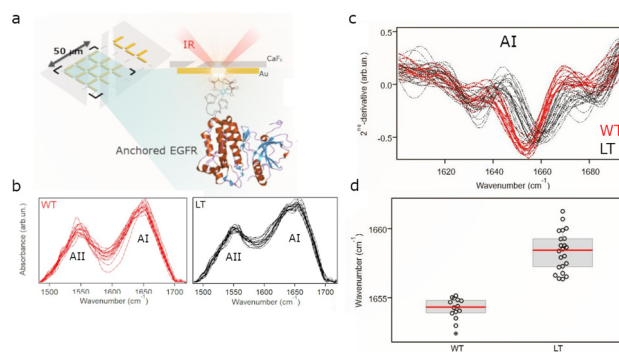 a
50 µm
IR
CaF₂
Au
Anchored EGFR
b
WT
AII
AI
Absorbance (arb.un.)
1500 1550 1600 1650 1700
Wavenumber (cm⁻¹)
LT
AII
AI
1500 1550 1600 1650 1700
Wavenumber (cm⁻¹)
c
AI
0.5
0.0
-0.5
2ⁿᵈ-derivative (arb.un.)
WT
LT
1620 1640 1660 1680
Wavenumber (cm⁻¹)
d
1660
1655
Wavenumber (cm⁻¹)
WT LT